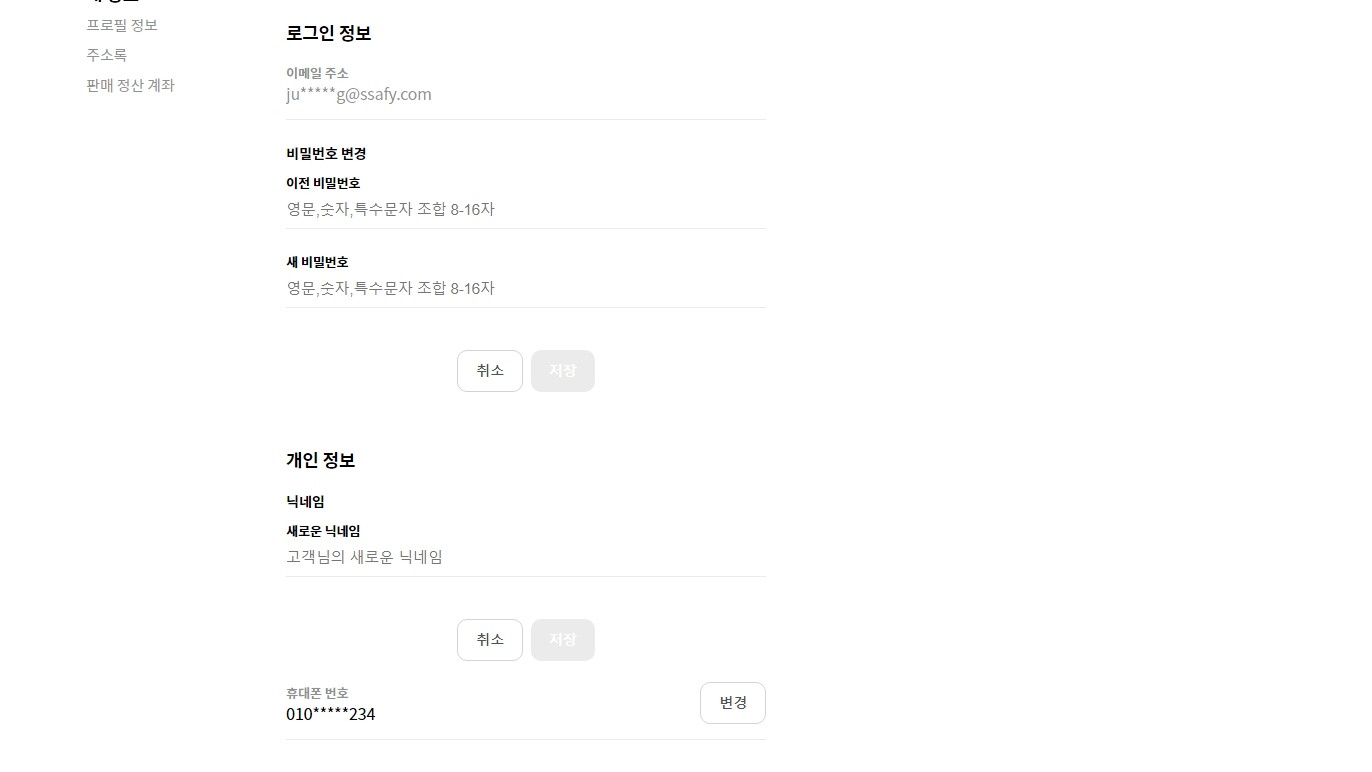 프로필 정보
주소록
판매 정산 계좌
로그인 정보
이메일 주소
ju*****g@ssafy.com
비밀번호 변경
이전 비밀번호
영문,숫자,특수문자 조합 8-16자
새 비밀번호
영문,숫자,특수문자 조합 8-16자
취소 저장
개인 정보
닉네임
새로운 닉네임
고객님의 새로운 닉네임
취소 저장
휴대폰 번호
010*****234
변경